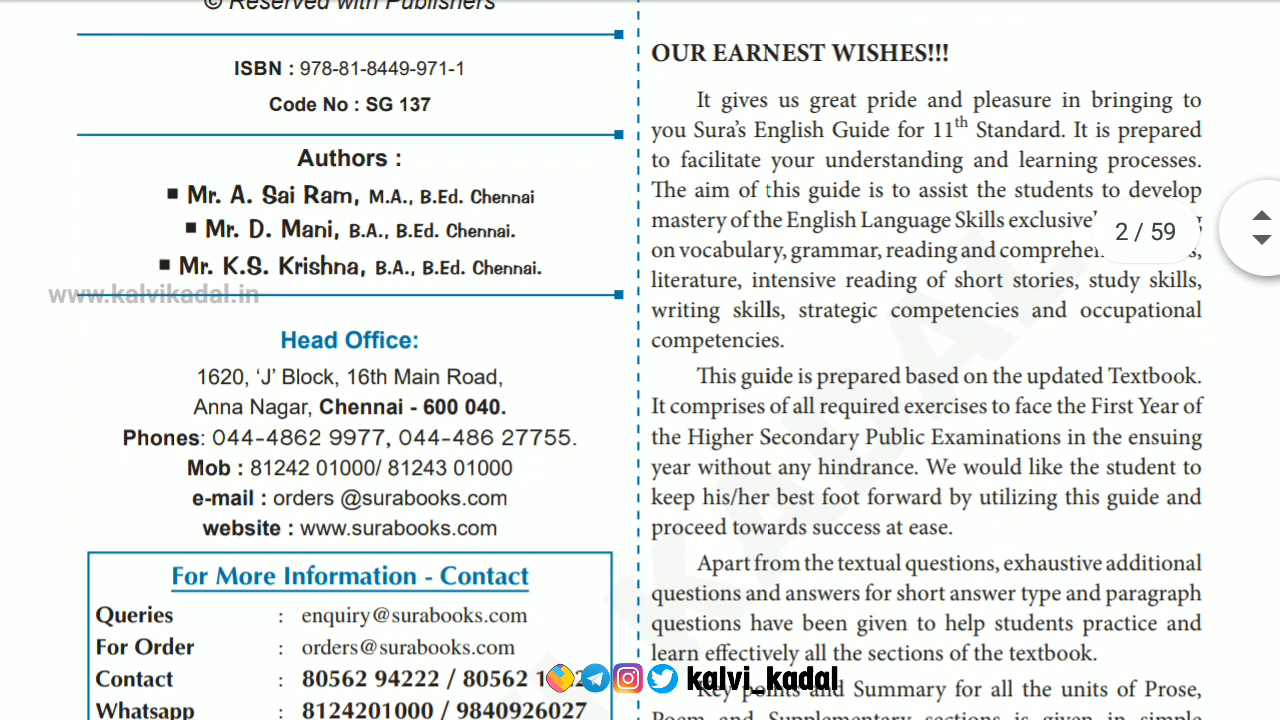 © Reserved with Publishers
ISBN : 978-81-8449-971-1
Code No : SG 137
Authors :
■ Mr. A. Sai Ram, M.A., B.Ed. Chennai
■ Mr. D. Mani, B.A., B.Ed. Chennai.
■ Mr. K.S. Krishna, B.A., B.Ed. Chennai.
www.kalvikadal.in
Head Office:
1620, ‘J’ Block, 16th Main Road,
Anna Nagar, Chennai - 600 040.
Phones: 044-4862 9977, 044-486 27755.
Mob : 81242 01000/ 81243 01000
e-mail : orders @surabooks.com
website : www.surabooks.com
For More Information - Contact
Queries : enquiry@surabooks.com
For Order : orders@surabooks.com
Contact : 80562 94222 / 80562
Whatsapp : 8124201000 / 9840926027
OUR EARNEST WISHES!!!
It gives us great pride and pleasure in bringing to
you Sura’s English Guide for 11th Standard. It is prepared
to facilitate your understanding and learning processes.
The aim of this guide is to assist the students to develop
mastery of the English Language Skills
on vocabulary, grammar, reading and
literature, intensive reading of short stories, study skills,
writing skills, strategic competencies and occupational
competencies.
This guide is prepared based on the updated Textbook.
It comprises of all required exercises to face the First Year of
the Higher Secondary Public Examinations in the ensuing
year without any hindrance. We would like the student to
keep his/her best foot forward by utilizing this guide and
proceed towards success at ease.
Apart from the textual questions, exhaustive additional
questions and answers for short answer type and paragraph
questions have been given to help students practice and
learn effectively all the sections of the textbook.
Key points and Summary for all the units of Prose,
Poem and Supplementary sections is given in simple
2 / 59
kalvi_kadal